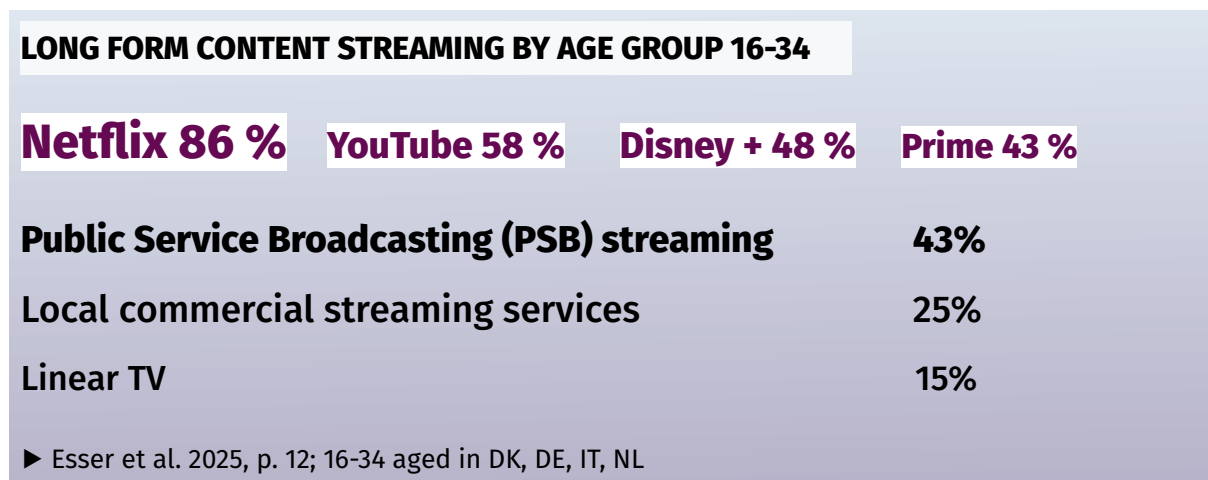 LONG FORM CONTENT STREAMING BY AGE GROUP 16-34
Netflix 86 % YouTube 58 % Disney + 48 % Prime 43 %
Public Service Broadcasting (PSB) streaming 43%
Local commercial streaming services 25%
Linear TV 15%
▶ Esser et al. 2025, p. 12; 16-34 aged in DK, DE, IT, NL